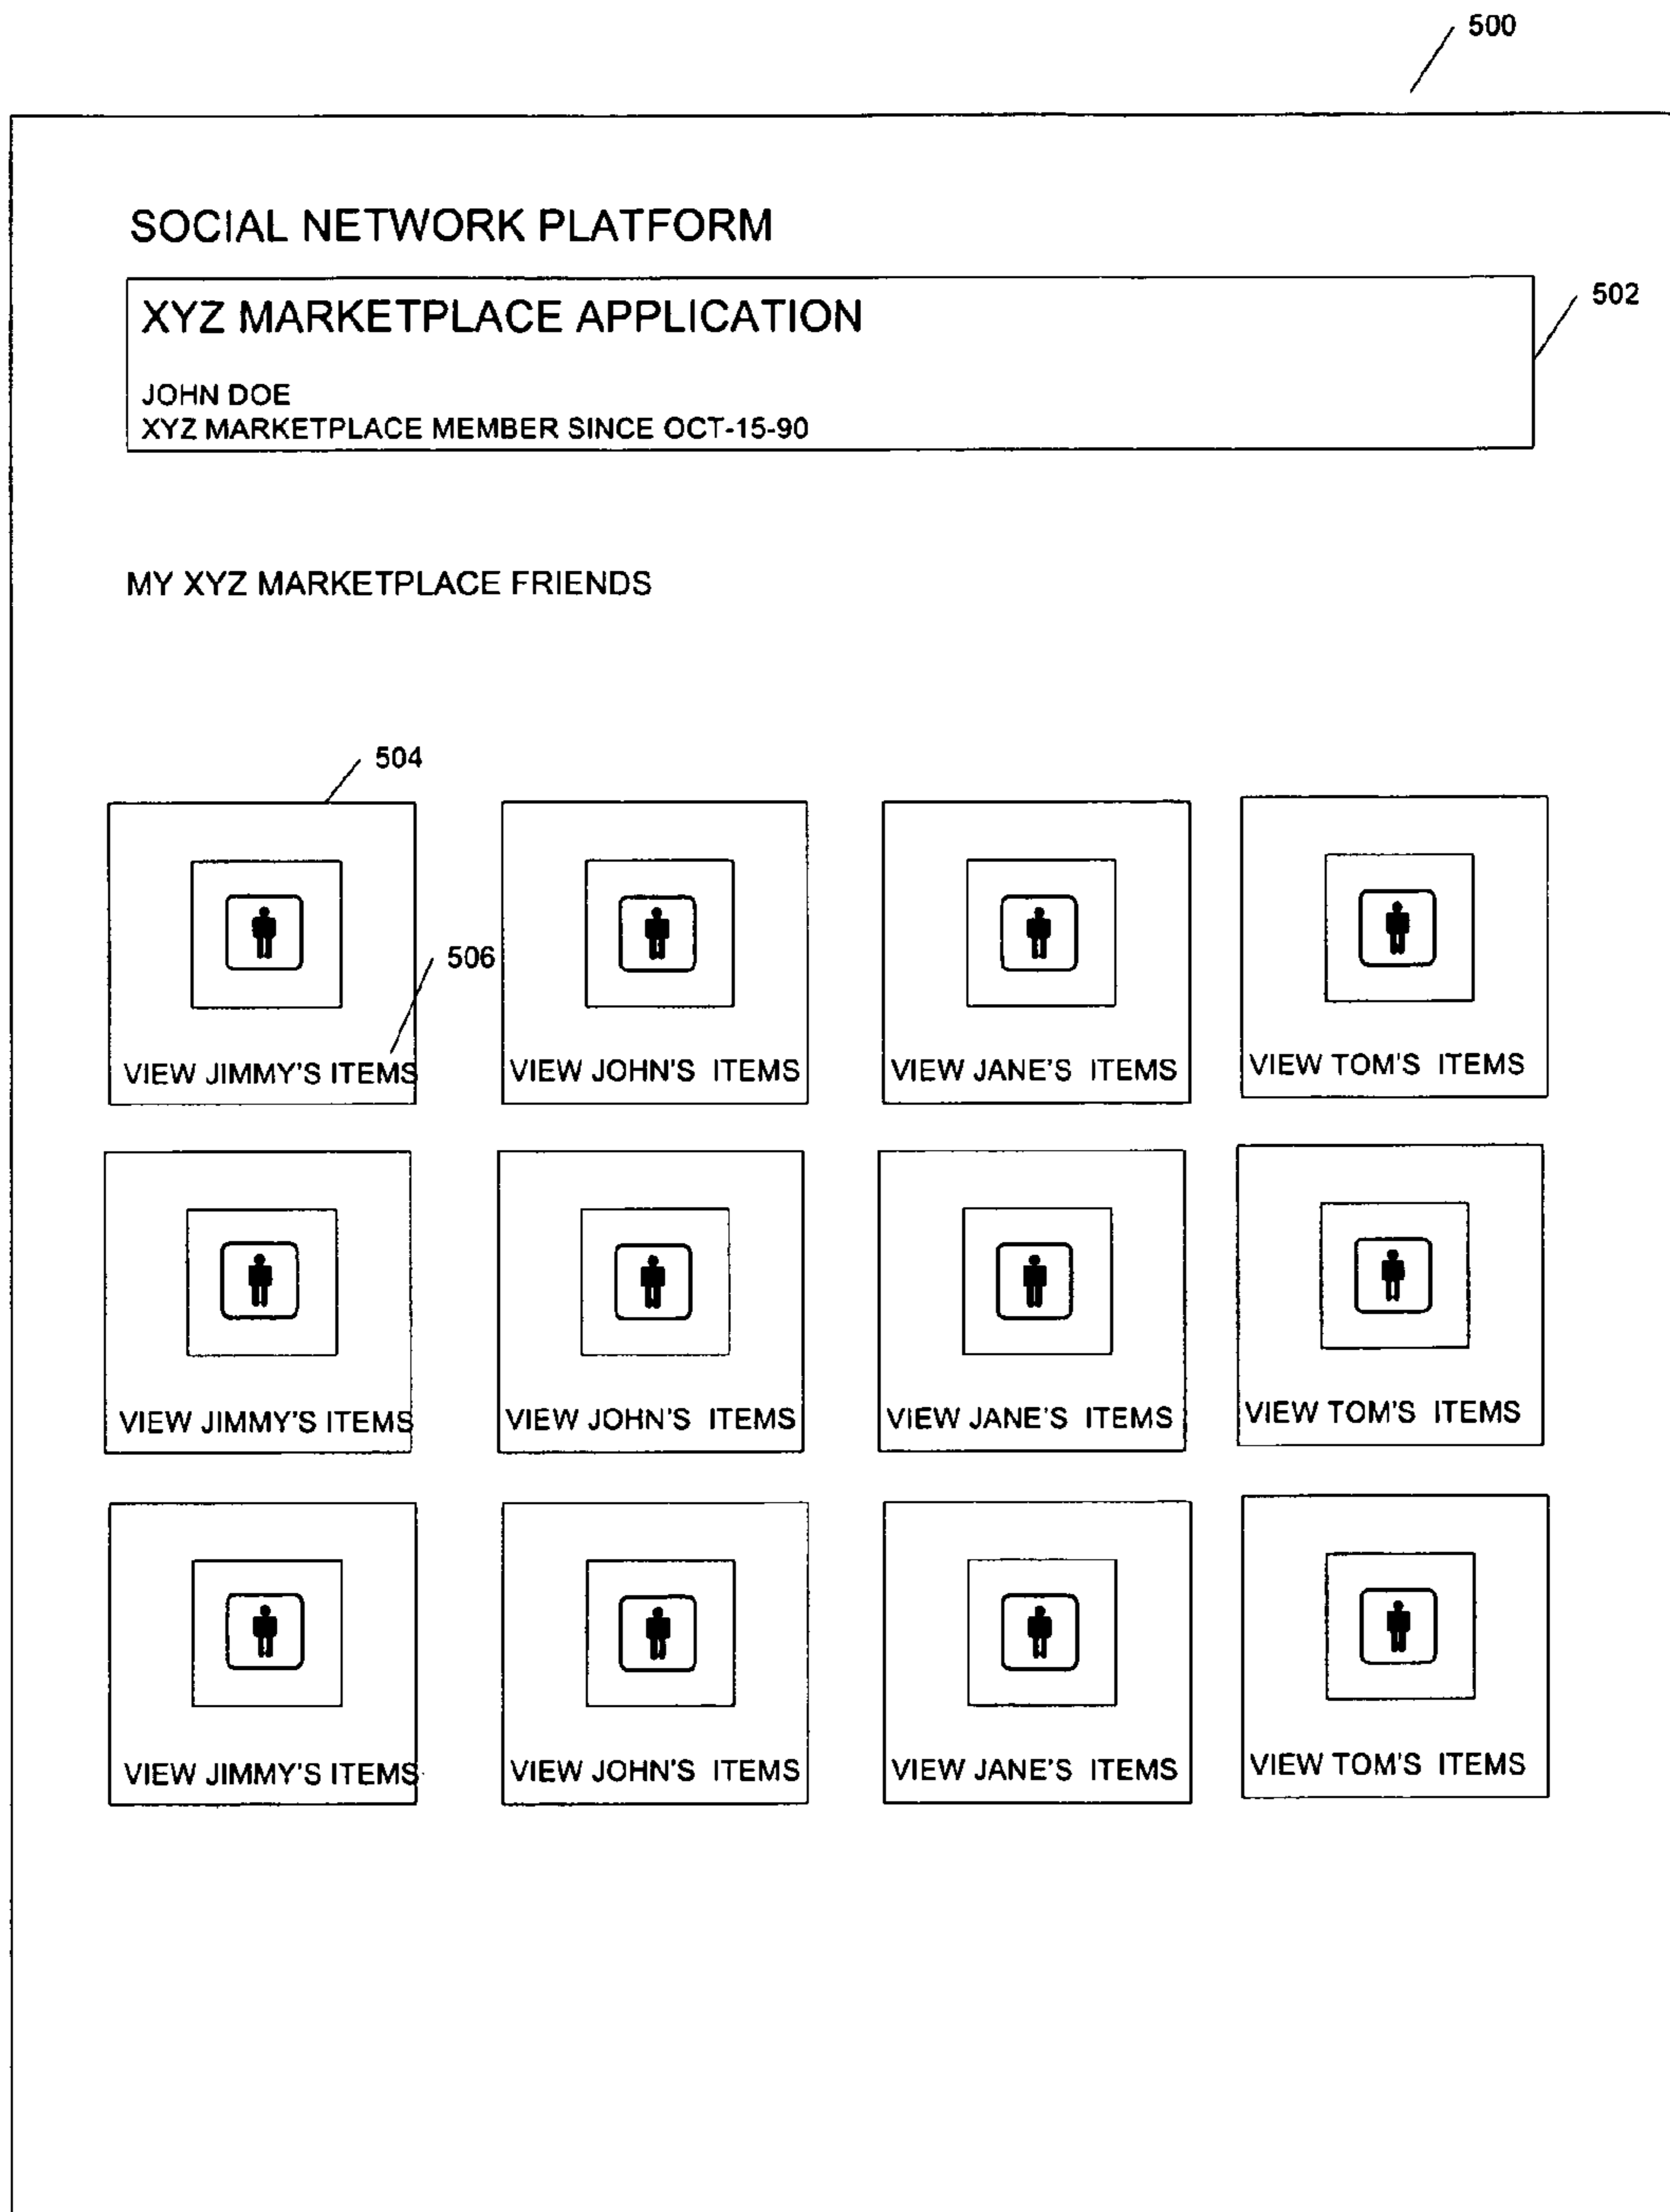 500
SOCIAL NETWORK PLATFORM
XYZ MARKETPLACE APPLICATION
502
JOHN DOE
XYZ MARKETPLACE MEMBER SINCE OCT-15-90
MY XYZ MARKETPLACE FRIENDS
504
506
VIEW JIMMY'S ITEMS
VIEW JOHN'S ITEMS
VIEW JANE'S ITEMS
VIEW TOM'S ITEMS
VIEW JIMMY'S ITEMS
VIEW JOHN'S ITEMS
VIEW JANE'S ITEMS
VIEW TOM'S ITEMS
VIEW JIMMY'S ITEMS
VIEW JOHN'S ITEMS
VIEW JANE'S ITEMS
VIEW TOM'S ITEMS